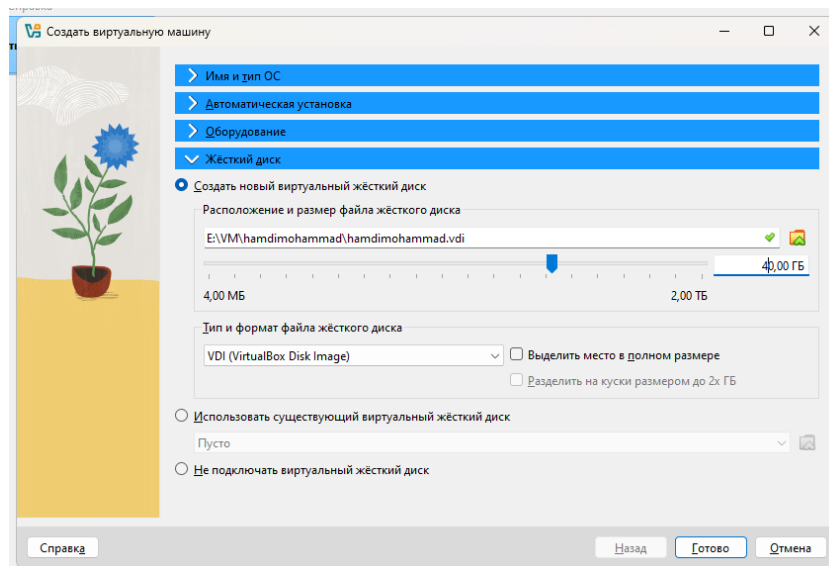 Создать виртуальную машину
Имя и тип ОС
Автоматическая установка
Оборудование
Жёсткий диск
Создать новый виртуальный жёсткий диск
Расположение и размер файла жёсткого диска
E:\VM\hamdimohammad\hamdimohammad.vdi
40,00 ГБ
4,00 МБ 2,00 ТБ
Тип и формат файла жёсткого диска
VDI (VirtualBox Disk Image) Выделить место в полном размере
Разделить на куски размером до 2х ГБ
Использовать существующий виртуальный жёсткий диск
Пусто
Не подключать виртуальный жёсткий диск
Справка Назад Готово Отмена